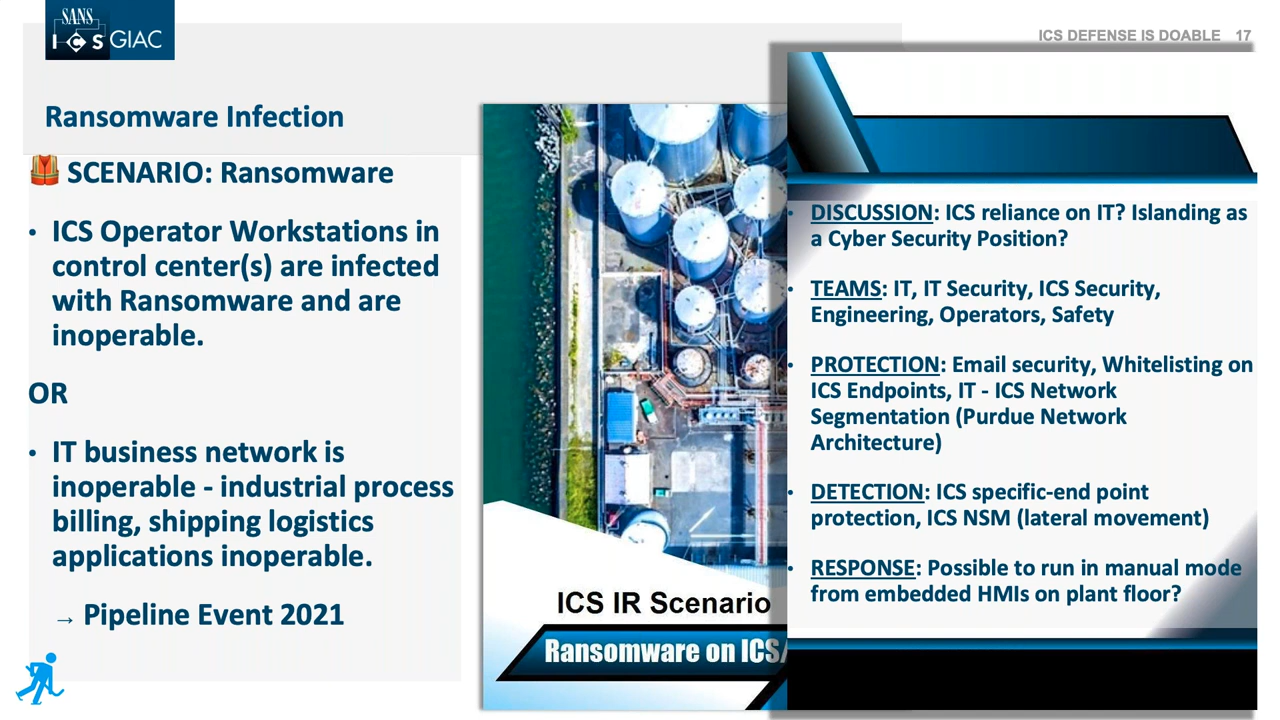 SANS
ICS GIAC
ICS DEFENSE IS DOABLE 17
Ransomware Infection
SCENARIO: Ransomware
• ICS Operator Workstations in
control center(s) are infected
with Ransomware and are
inoperable.
OR
• IT business network is
inoperable - industrial process
billing, shipping logistics
applications inoperable.
→ Pipeline Event 2021
ICS IR Scenario
Ransomware on ICS/
• DISCUSSION: ICS reliance on IT? Islanding as
a Cyber Security Position?
• TEAMS: IT, IT Security, ICS Security,
Engineering, Operators, Safety
• PROTECTION: Email security, Whitelisting on
ICS Endpoints, IT - ICS Network
Segmentation (Purdue Network
Architecture)
• DETECTION: ICS specific-end point
protection, ICS NSM (lateral movement)
• RESPONSE: Possible to run in manual mode
from embedded HMIs on plant floor?